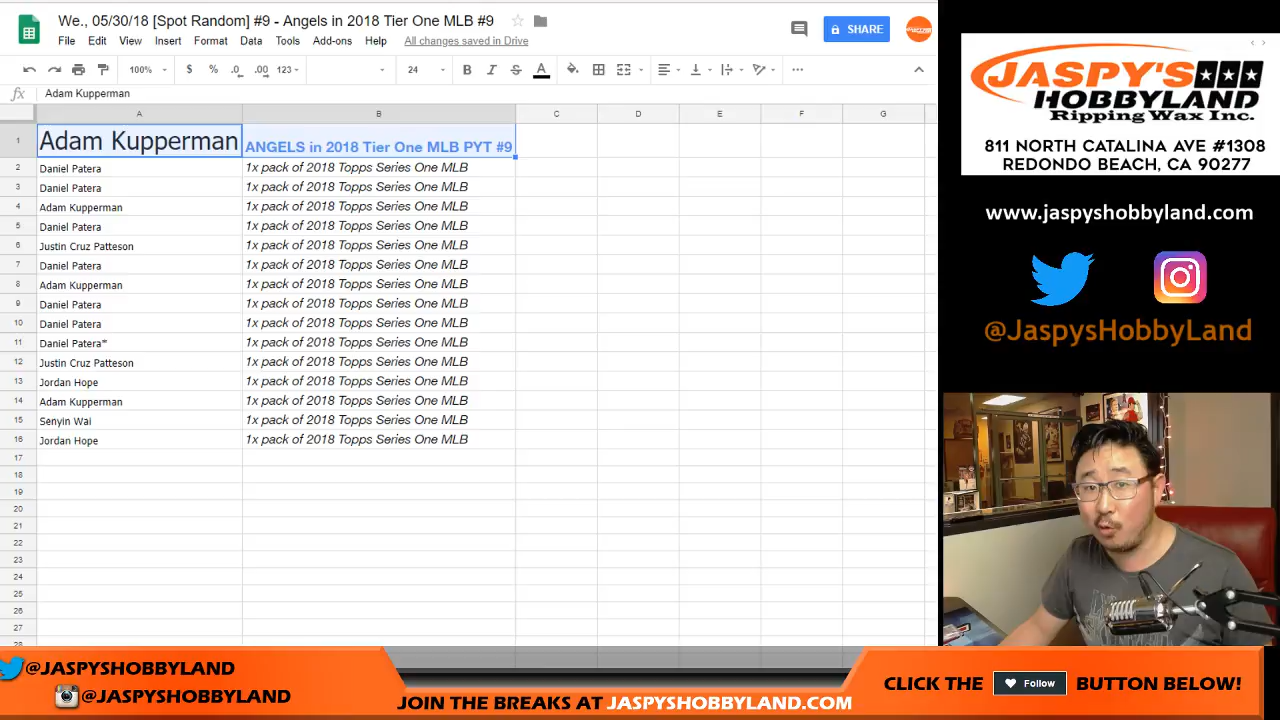 We., 05/30/18 [Spot Random] #9 - Angels in 2018 Tier One MLB #9
File Edit View Insert Format Data Tools Add-ons Help All changes saved in Drive
SHARE
100% $ % .0 .00 123 24 B I S A
fx Adam Kupperman
A B C D E F G
1 Adam Kupperman ANGELS in 2018 Tier One MLB PYT #9
2 Daniel Patera 1x pack of 2018 Topps Series One MLB
3 Daniel Patera 1x pack of 2018 Topps Series One MLB
4 Adam Kupperman 1x pack of 2018 Topps Series One MLB
5 Daniel Patera 1x pack of 2018 Topps Series One MLB
6 Justin Cruz Patteson 1x pack of 2018 Topps Series One MLB
7 Daniel Patera 1x pack of 2018 Topps Series One MLB
8 Adam Kupperman 1x pack of 2018 Topps Series One MLB
9 Daniel Patera 1x pack of 2018 Topps Series One MLB
10 Daniel Patera 1x pack of 2018 Topps Series One MLB
11 Daniel Patera* 1x pack of 2018 Topps Series One MLB
12 Justin Cruz Patteson 1x pack of 2018 Topps Series One MLB
13 Jordan Hope 1x pack of 2018 Topps Series One MLB
14 Adam Kupperman 1x pack of 2018 Topps Series One MLB
15 Senyin Wai 1x pack of 2018 Topps Series One MLB
16 Jordan Hope 1x pack of 2018 Topps Series One MLB
17
18
19
20
21
22
23
24
25
26
27
28
JASPY'S
HOBBYLAND
Ripping Wax Inc.
811 NORTH CATALINA AVE #1308
REDONDO BEACH, CA 90277
www.jaspyshobbyland.com
@JaspysHobbyLand
@JASPYSHOBBYLAND
@JASPYSHOBBYLAND
JOIN THE BREAKS AT JASPYSHOBBYLAND.COM
CLICK THE Follow BUTTON BELOW!